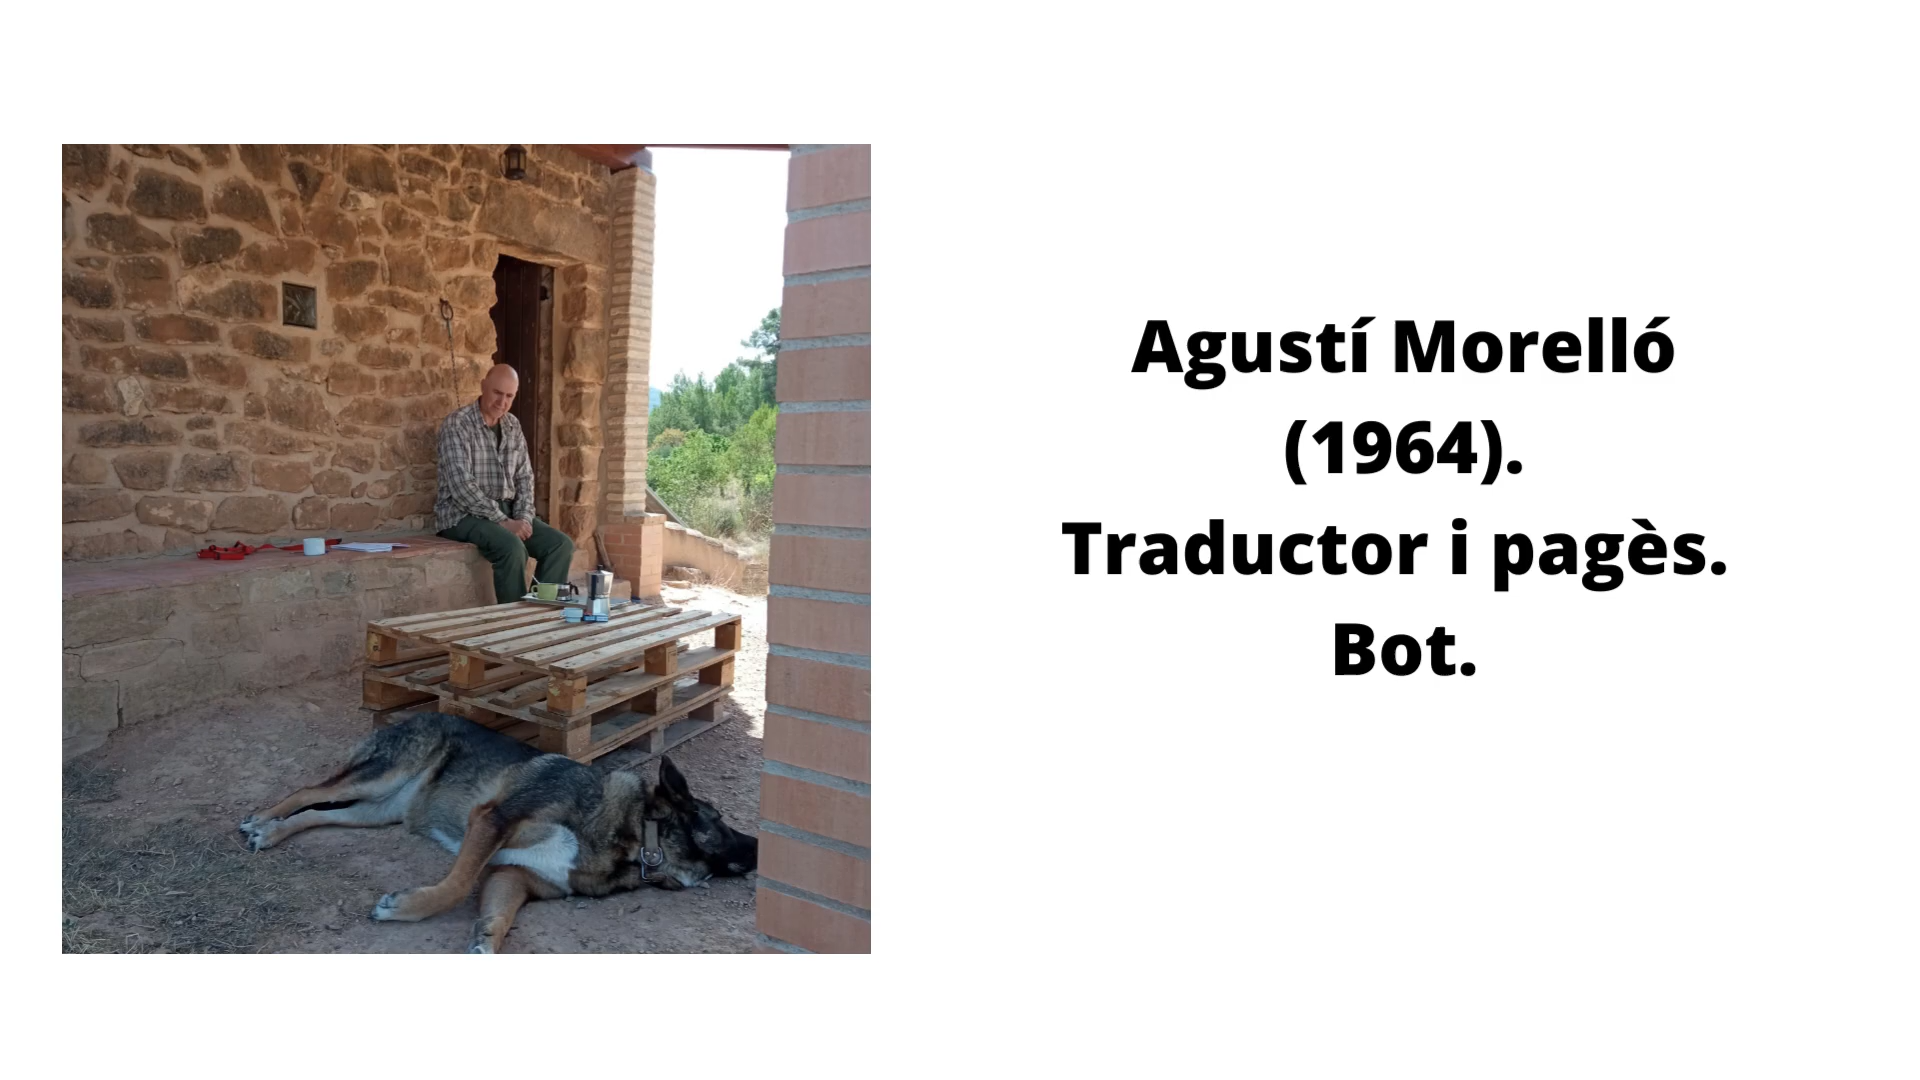 Agustí Morelló
(1964).
Traductor i pagès.
Bot.